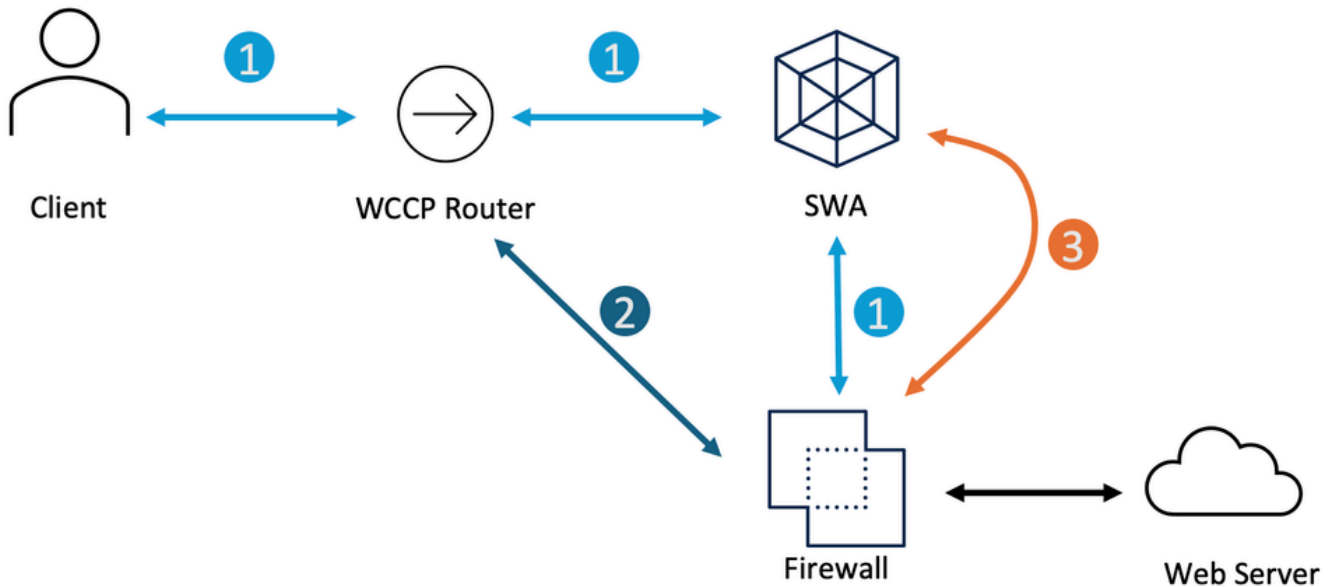 1
1
Client
WCCP Router
SWA
3
2
1
Firewall
Web Server